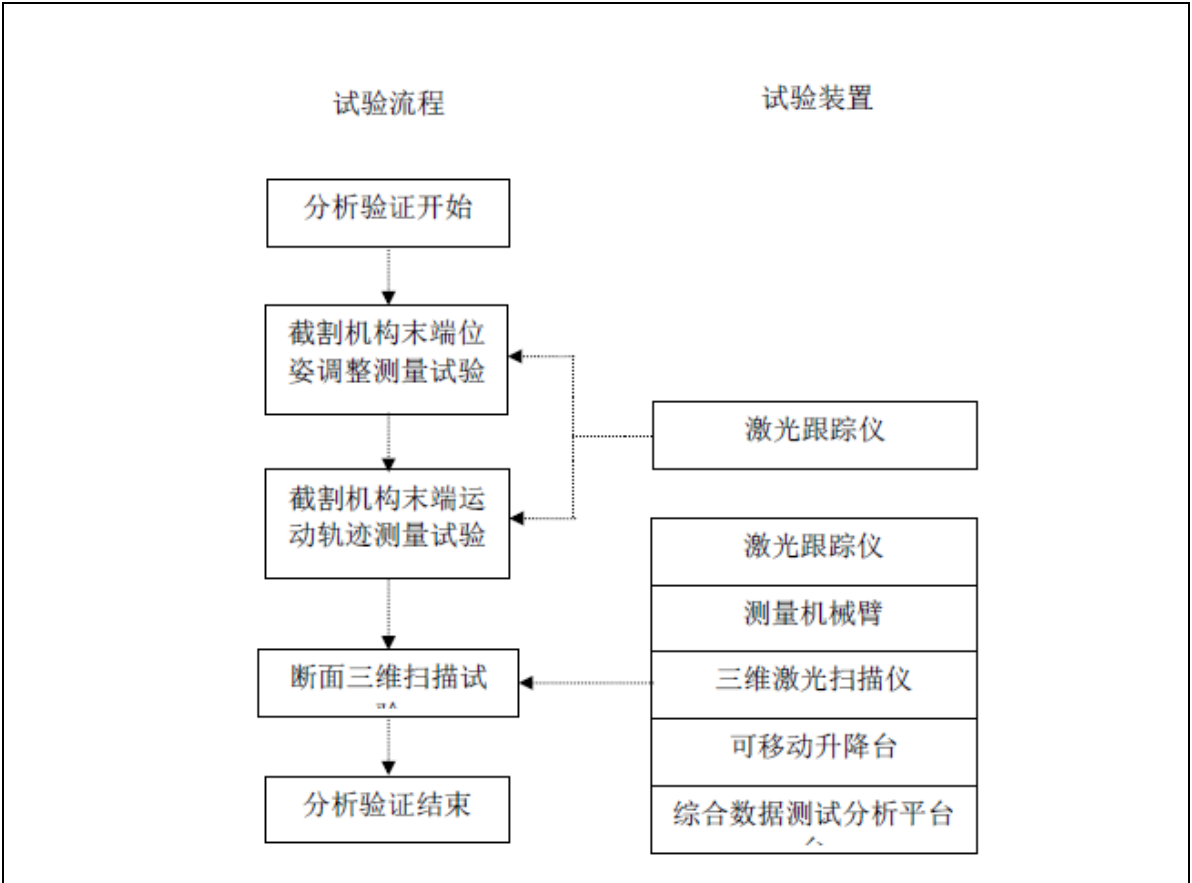 试验流程
试验装置
分析验证开始
截割机构末端位
姿调整测量试验
激光跟踪仪
截割机构末端运
动轨迹测量试验
激光跟踪仪
测量机械臂
断面三维扫描试
三维激光扫描仪
可移动升降台
分析验证结束
综合数据测试分析平台